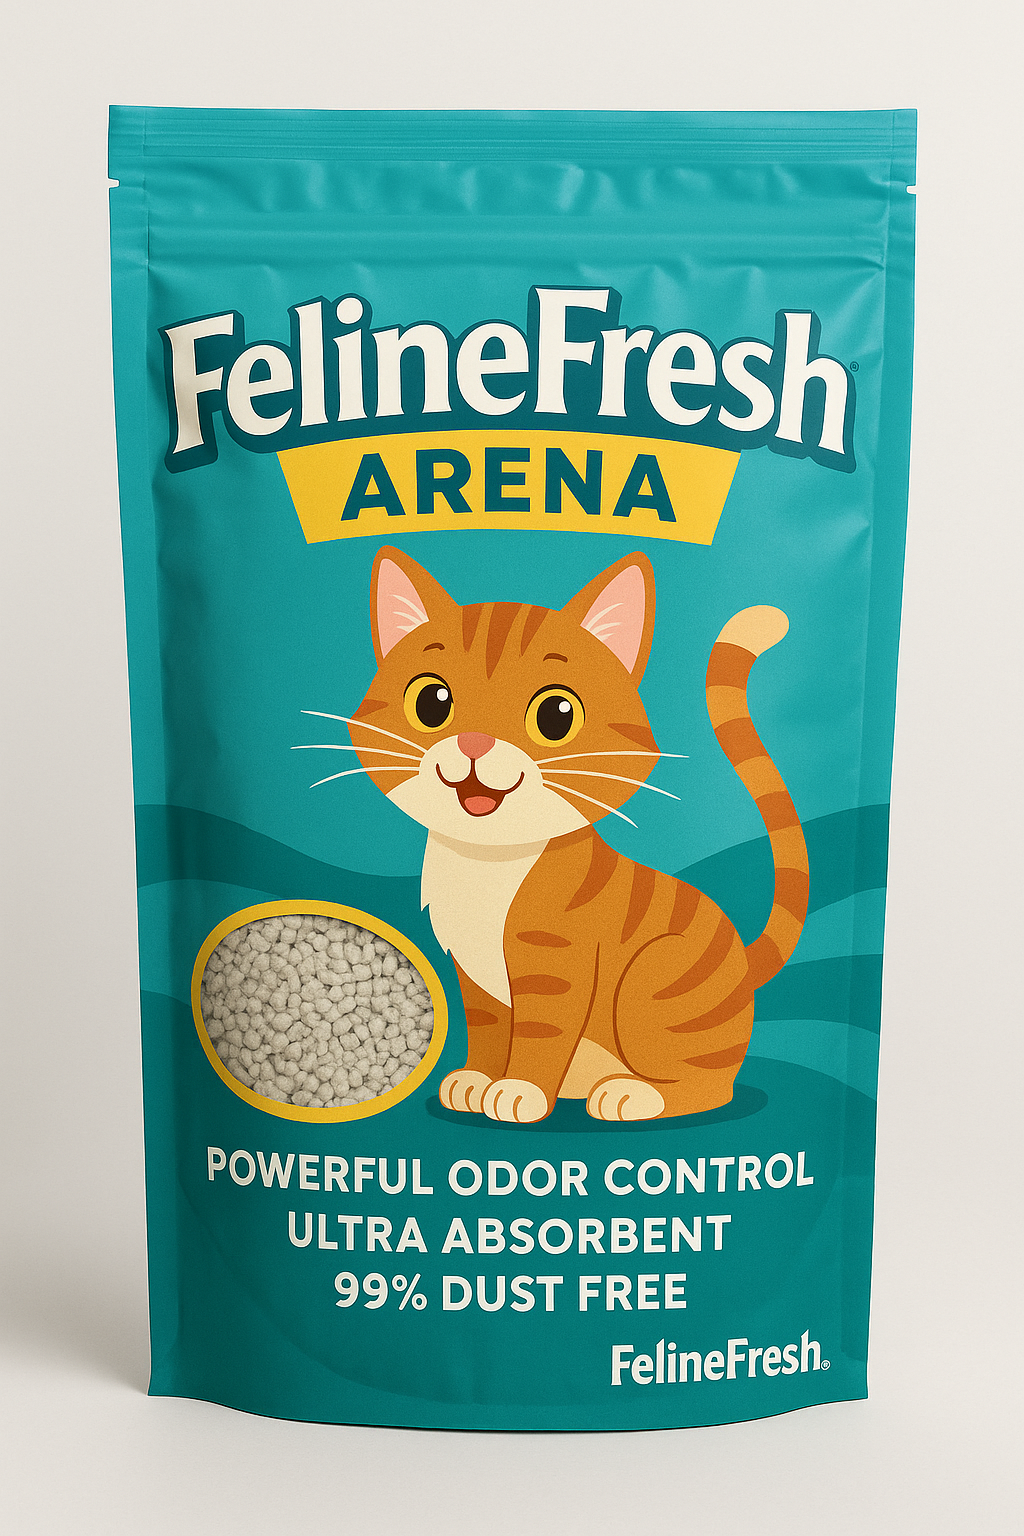 FelineFresh®
ARENA
POWERFUL ODOR CONTROL
ULTRA ABSORBENT
99% DUST FREE
FelineFresh®